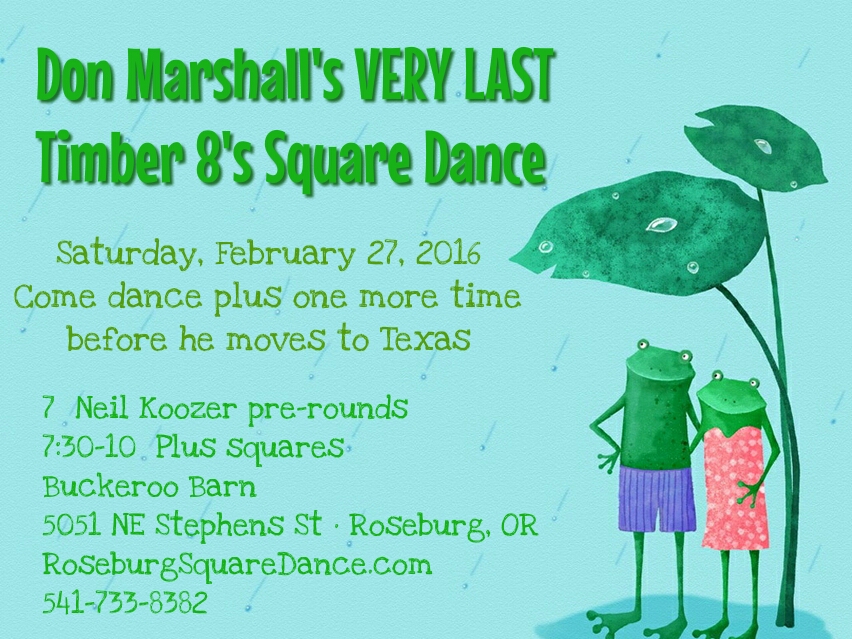 Don Marshall's VERY LAST
Timber 8's Square Dance
Saturday, February 27, 2016
Come dance plus one more time
before he moves to Texas
7 Neil Koozer pre-rounds
7:30-10 Plus squares
Buckeroo Barn
5051 NE Stephens St · Roseburg, OR
RoseburgSquareDance.com
541-733-8382